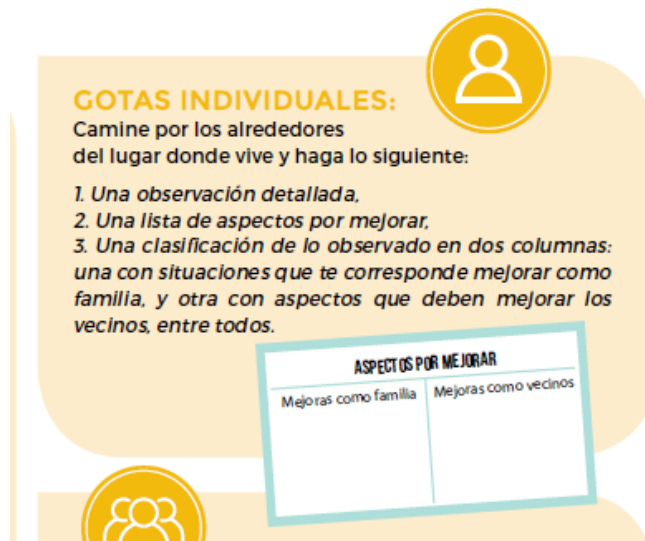 GOTAS INDIVIDUALES:
Camine por los alrededores
del lugar donde vive y haga lo siguiente:
1. Una observación detallada,
2. Una lista de aspectos por mejorar,
3. Una clasificación de lo observado en dos columnas:
una con situaciones que te corresponde mejorar como
familia, y otra con aspectos que deben mejorar los
vecinos, entre todos.
ASPECTOS POR MEJORAR
Mejoras como familia
Mejoras como vecinos